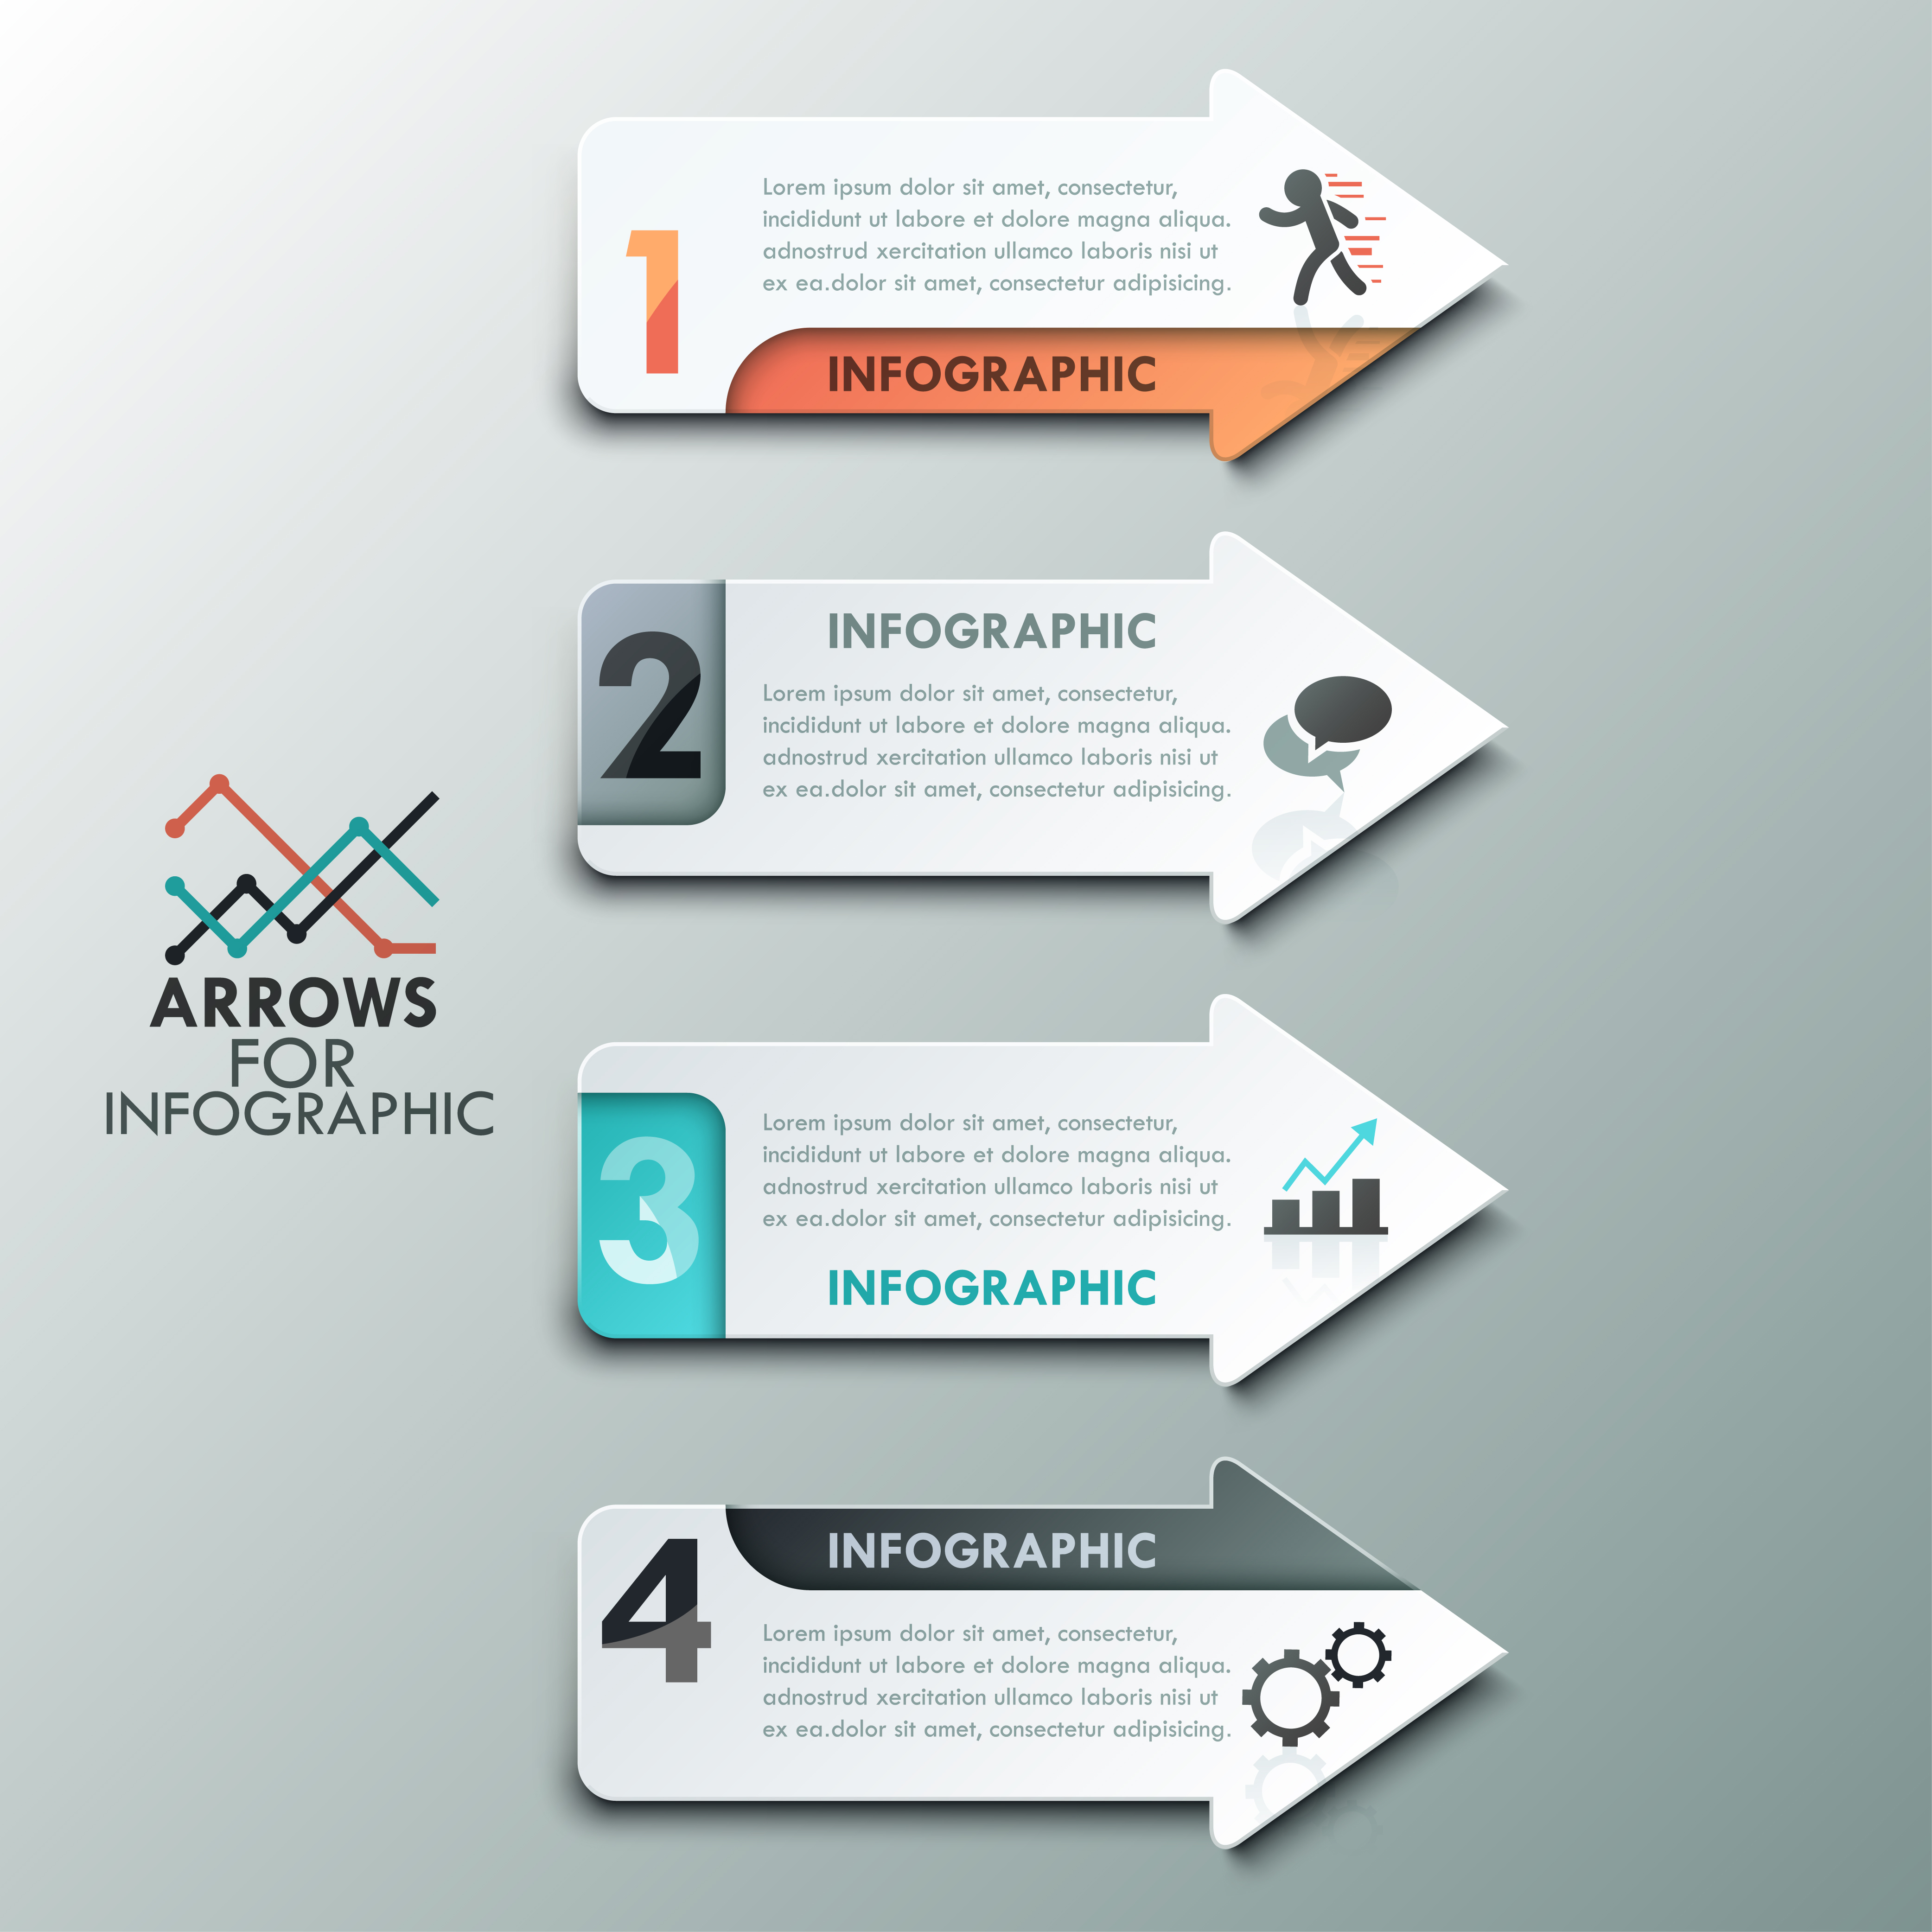 1
Lorem ipsum dolor sit amet, consectetur,
incididunt ut labore et dolore magna aliqua.
adnostrud xercitation ullamco laboris nisi ut
ex ea.dolor sit amet, consectetur adipisicing.
INFOGRAPHIC
2
INFOGRAPHIC
Lorem ipsum dolor sit amet, consectetur,
incididunt ut labore et dolore magna aliqua.
adnostrud xercitation ullamco laboris nisi ut
ex ea.dolor sit amet, consectetur adipisicing.
ARROWS
FOR
INFOGRAPHIC
3
Lorem ipsum dolor sit amet, consectetur,
incididunt ut labore et dolore magna aliqua.
adnostrud xercitation ullamco laboris nisi ut
ex ea.dolor sit amet, consectetur adipisicing.
INFOGRAPHIC
4
INFOGRAPHIC
Lorem ipsum dolor sit amet, consectetur,
incididunt ut labore et dolore magna aliqua.
adnostrud xercitation ullamco laboris nisi ut
ex ea.dolor sit amet, consectetur adipisicing.